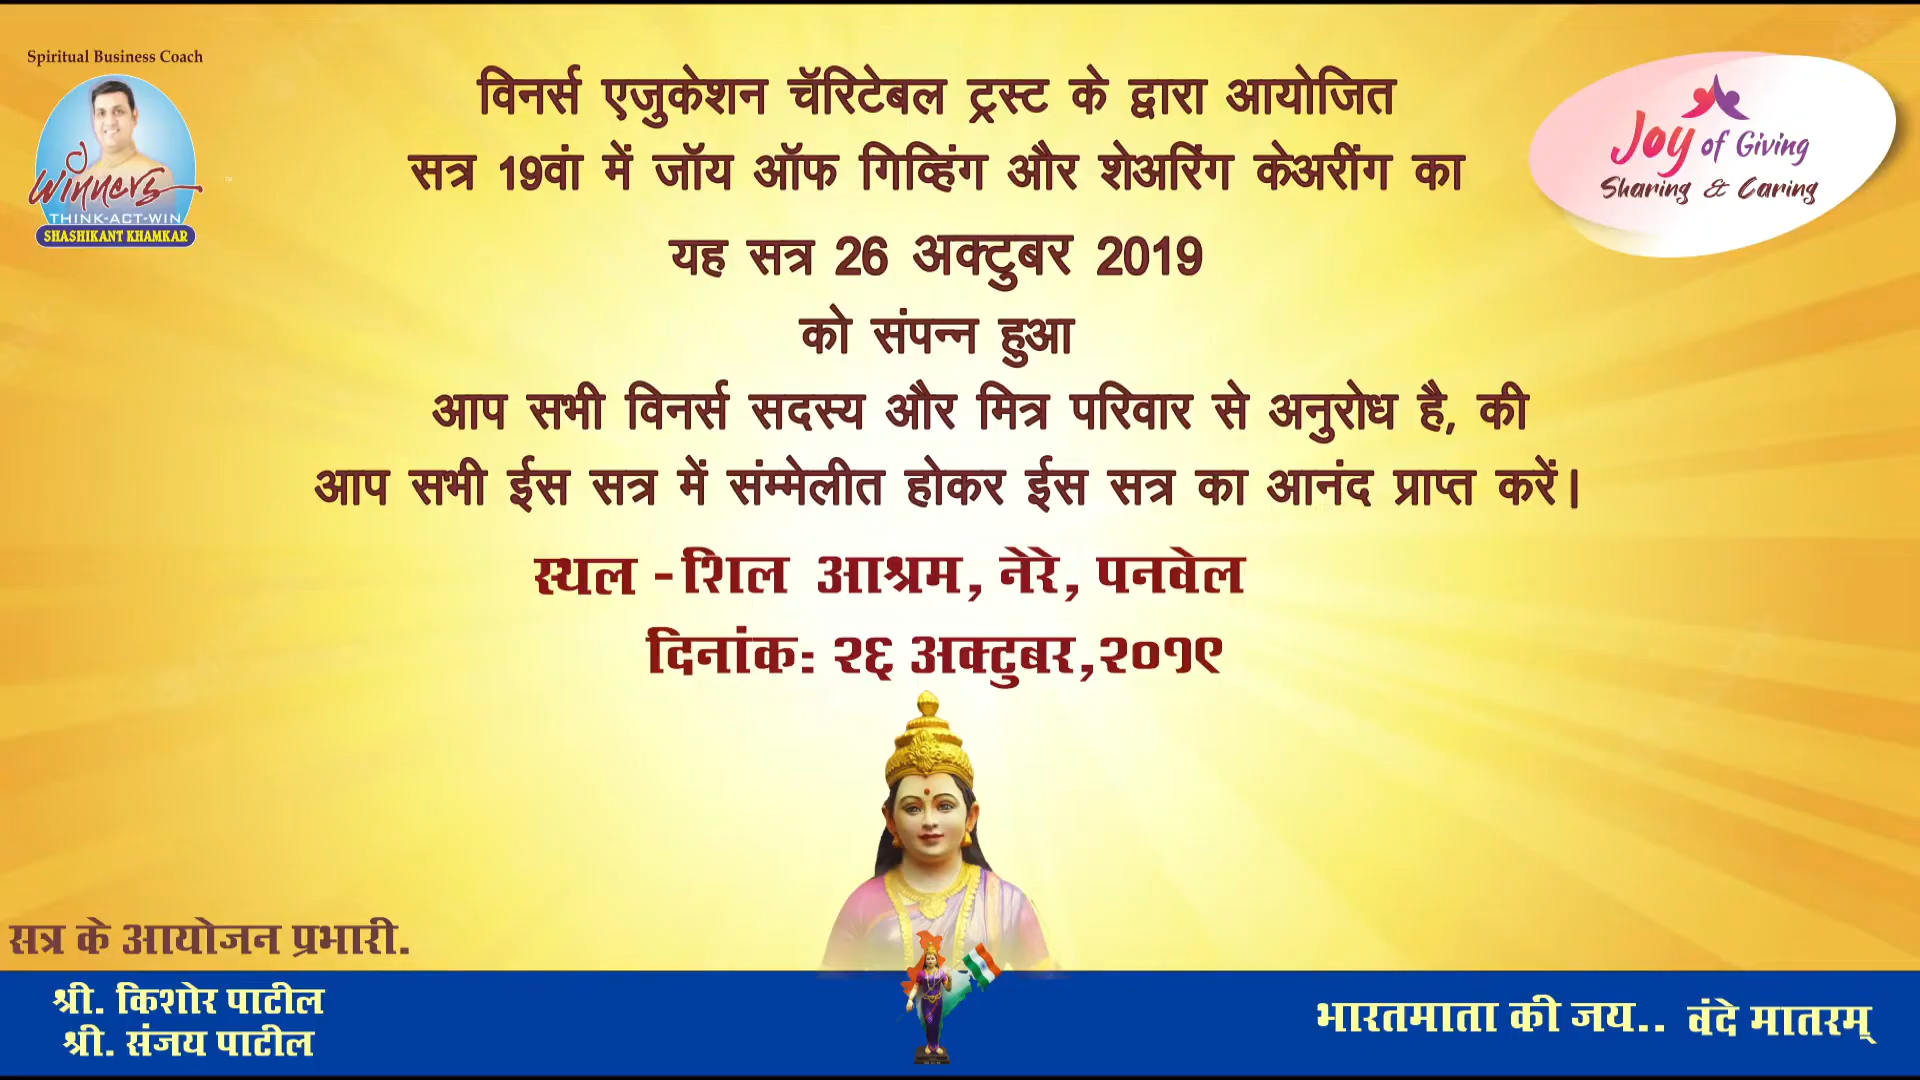 Spiritual Business Coach
Winners
THINK-ACT-WIN
SHASHIKANT KHAMKAR
Joy of Giving
Sharing & Caring
विनर्स एजुकेशन चॅरिटेबल ट्रस्ट के द्वारा आयोजित
सत्र 19वां में जॉय ऑफ गिव्हिंग और शेअरिंग केअरींग का
यह सत्र 26 अक्टुबर 2019
को संपन्न हुआ
आप सभी विनर्स सदस्य और मित्र परिवार से अनुरोध है, की
आप सभी ईस सत्र में संम्मेलीत होकर ईस सत्र का आनंद प्राप्त करें।
स्थल - शिल आश्रम, नेरे, पनवेल
दिनांक: २६ अक्टुबर,२०१९
सत्र के आयोजन प्रभारी.
श्री. किशोर पाटील
श्री. संजय पाटील
भारतमाता की जय.. वंदे मातरम्